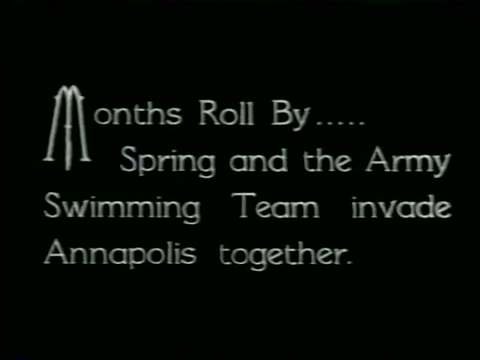 Months Roll By.....
Spring and the Army
Swimming Team invade
Annapolis together.